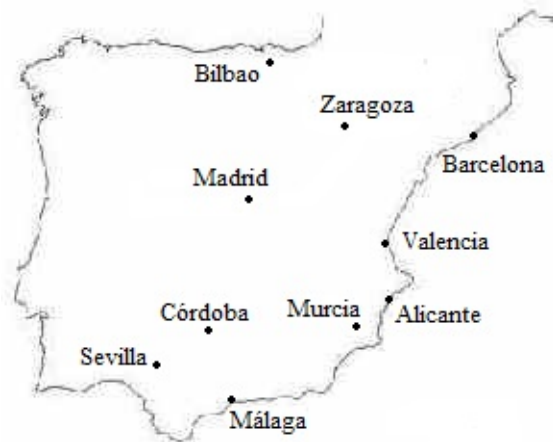 Bilbao
Zaragoza
Barcelona
Madrid
Valencia
Córdoba
Murcia
Alicante
Sevilla
Málaga